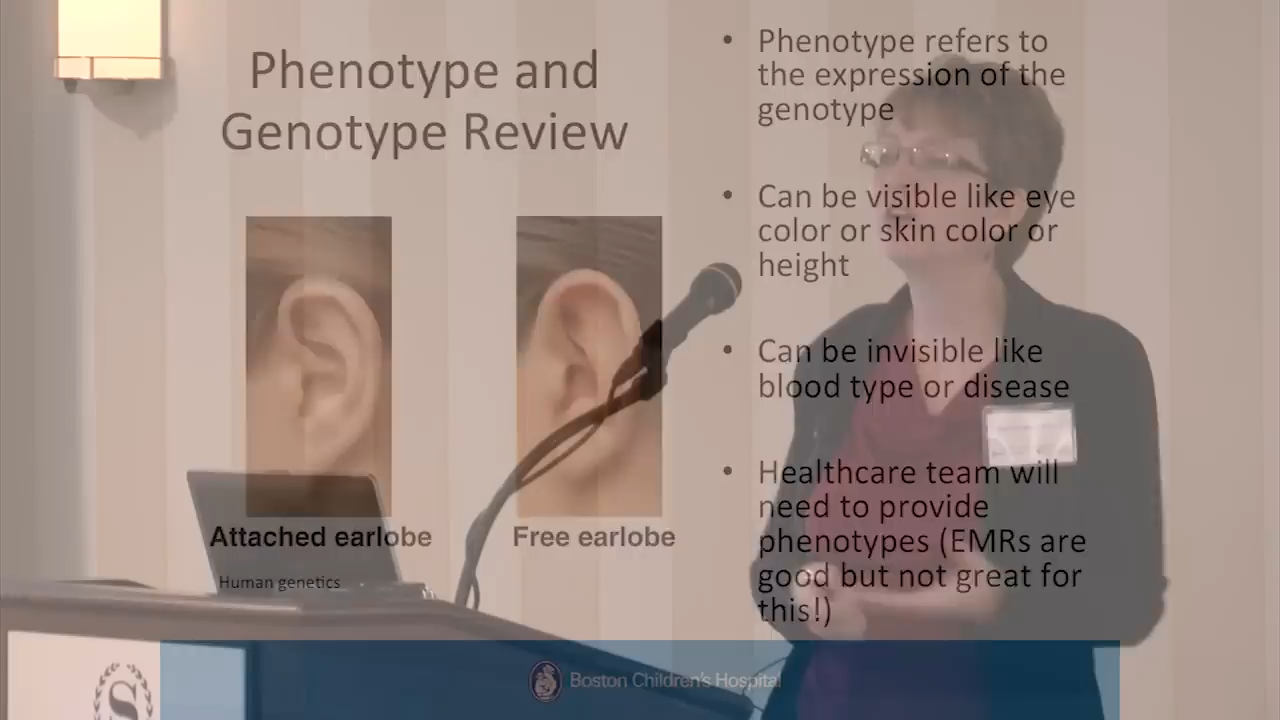 Phenotype and
Genotype Review
Attached earlobe
Free earlobe
Human genetics
• Phenotype refers to
the expression of the
genotype
• Can be visible like eye
color or skin color or
height
• Can be invisible like
blood type or disease
• Healthcare team will
need to provide
phenotypes (EMRs are
good but not great for
this!)
S
Boston Children's Hospital